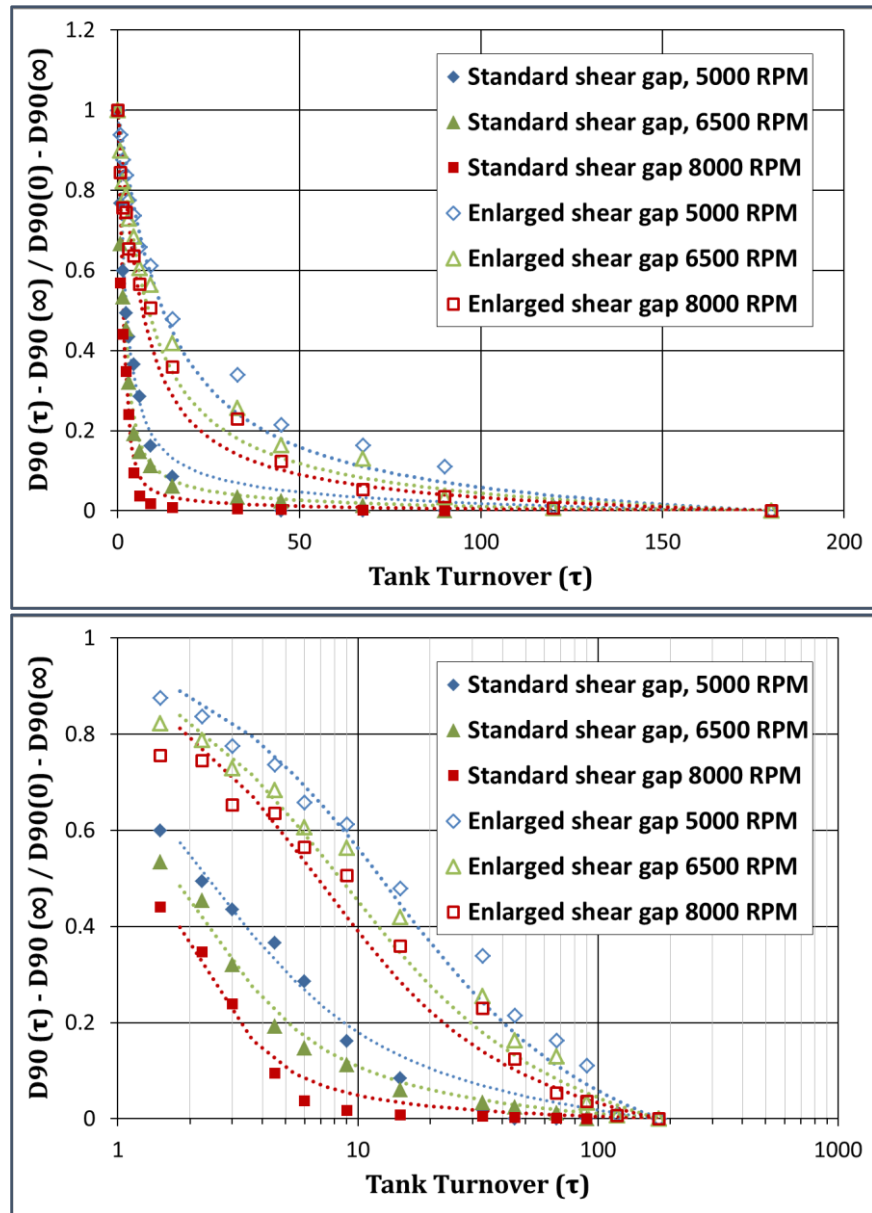 D90 (τ) - D90 (∞) / D90(0) - D90(∞)
1.2
1
0.8
0.6
0.4
0.2
0
Standard shear gap, 5000 RPM
Standard shear gap, 6500 RPM
Standard shear gap 8000 RPM
Enlarged shear gap 5000 RPM
Enlarged shear gap 6500 RPM
Enlarged shear gap 8000 RPM
0 50 100 150 200
Tank Turnover (τ)
D90 (τ) - D90 (∞) / D90(0) - D90(∞)
1
0.8
0.6
0.4
0.2
0
Standard shear gap, 5000 RPM
Standard shear gap, 6500 RPM
Standard shear gap 8000 RPM
Enlarged shear gap 5000 RPM
Enlarged shear gap 6500 RPM
Enlarged shear gap 8000 RPM
1 10 100 1000
Tank Turnover (τ)